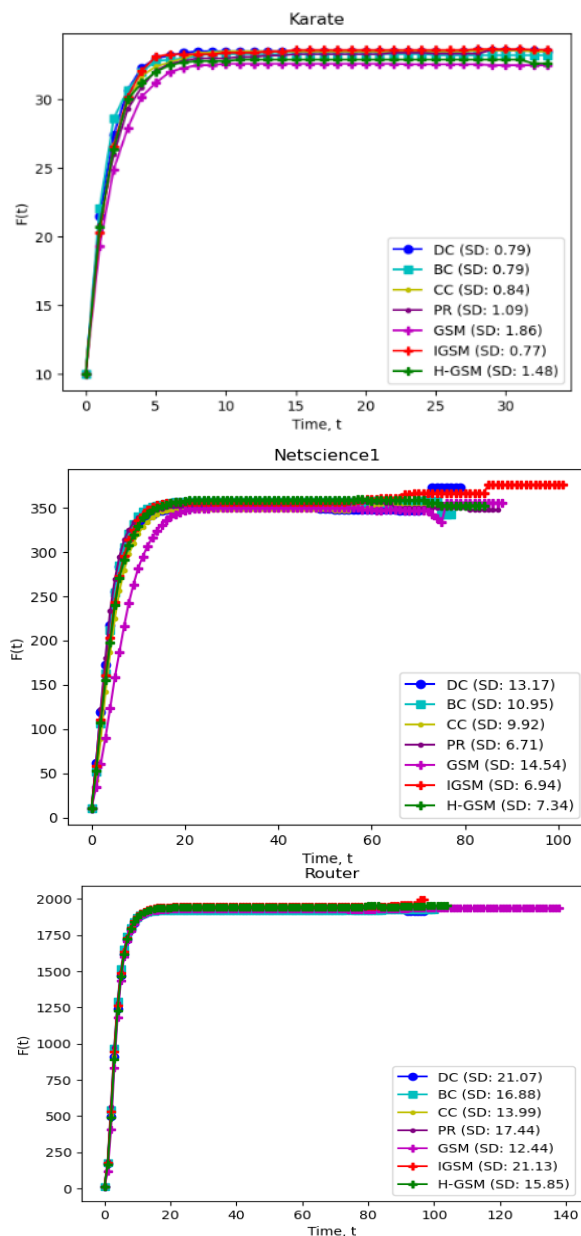 Karate
F(t)
30
25
20
15
10
DC (SD: 0.79)
BC (SD: 0.79)
CC (SD: 0.84)
PR (SD: 1.09)
GSM (SD: 1.86)
IGSM (SD: 0.77)
H-GSM (SD: 1.48)
0 5 10 15 20 25 30
Time, t
Netscience1
F(t)
350
300
250
200
150
100
50
0
DC (SD: 13.17)
BC (SD: 10.95)
CC (SD: 9.92)
PR (SD: 6.71)
GSM (SD: 14.54)
IGSM (SD: 6.94)
H-GSM (SD: 7.34)
0 20 40 60 80 100
Time, t
Router
F(t)
2000
1750
1500
1250
1000
750
500
250
0
DC (SD: 21.07)
BC (SD: 16.88)
CC (SD: 13.99)
PR (SD: 17.44)
GSM (SD: 12.44)
IGSM (SD: 21.13)
H-GSM (SD: 15.85)
0 20 40 60 80 100 120 140
Time, t